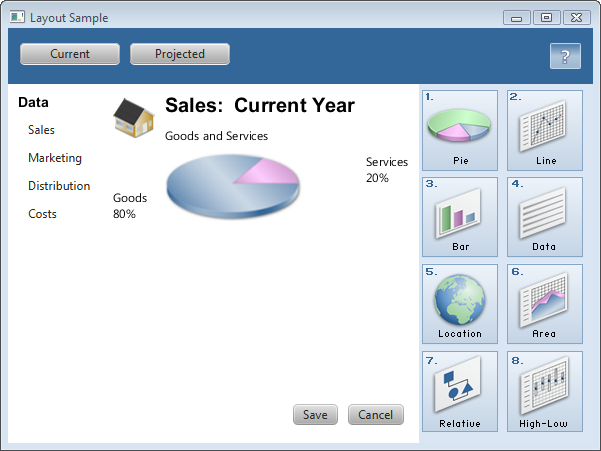 Layout Sample
Current
Projected
?
Data
Sales
Marketing
Distribution
Costs
Sales: Current Year
Goods and Services
Services
20%
Goods
80%
Save
Cancel
1.
Pie
2.
Line
3.
Bar
4.
Data
5.
Location
6.
Area
7.
Relative
8.
High-Low